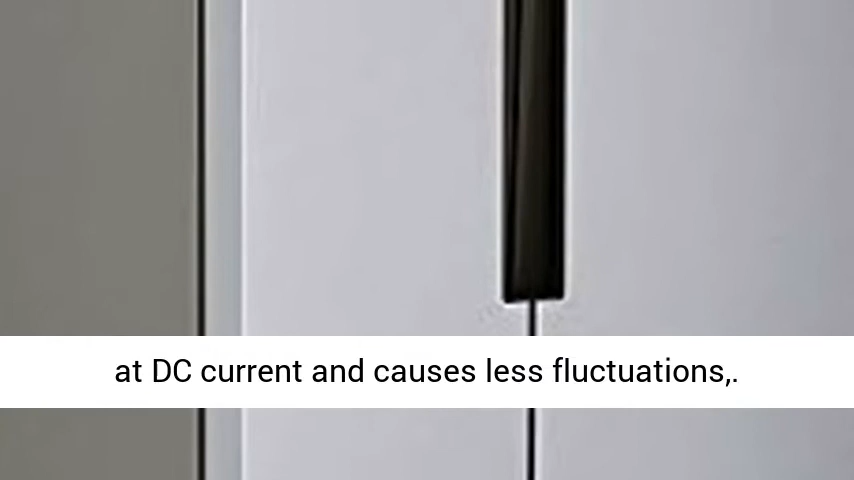 at DC current and causes less fluctuations,.